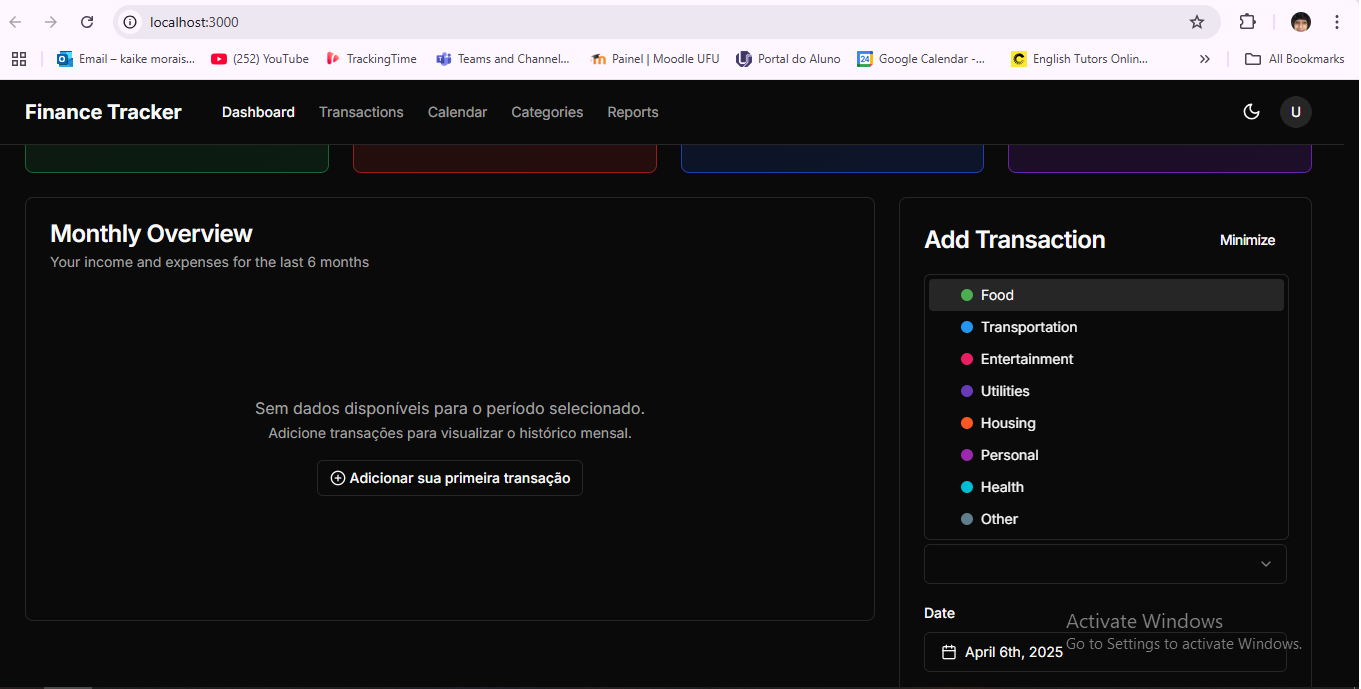 localhost:3000
Email – kaike morais... (252) YouTube TrackingTime Teams and Channel... Painel | Moodle UFU Portal do Aluno 24 Google Calendar -... C English Tutors Onlin... » All Bookmarks
Finance Tracker Dashboard Transactions Calendar Categories Reports U
Monthly Overview
Your income and expenses for the last 6 months
Sem dados disponíveis para o período selecionado.
Adicione transações para visualizar o histórico mensal.
Adicionar sua primeira transação
Add Transaction Minimize
Food
Transportation
Entertainment
Utilities
Housing
Personal
Health
Other
Date
April 6th, 2025
Activate Windows
Go to Settings to activate Windows.